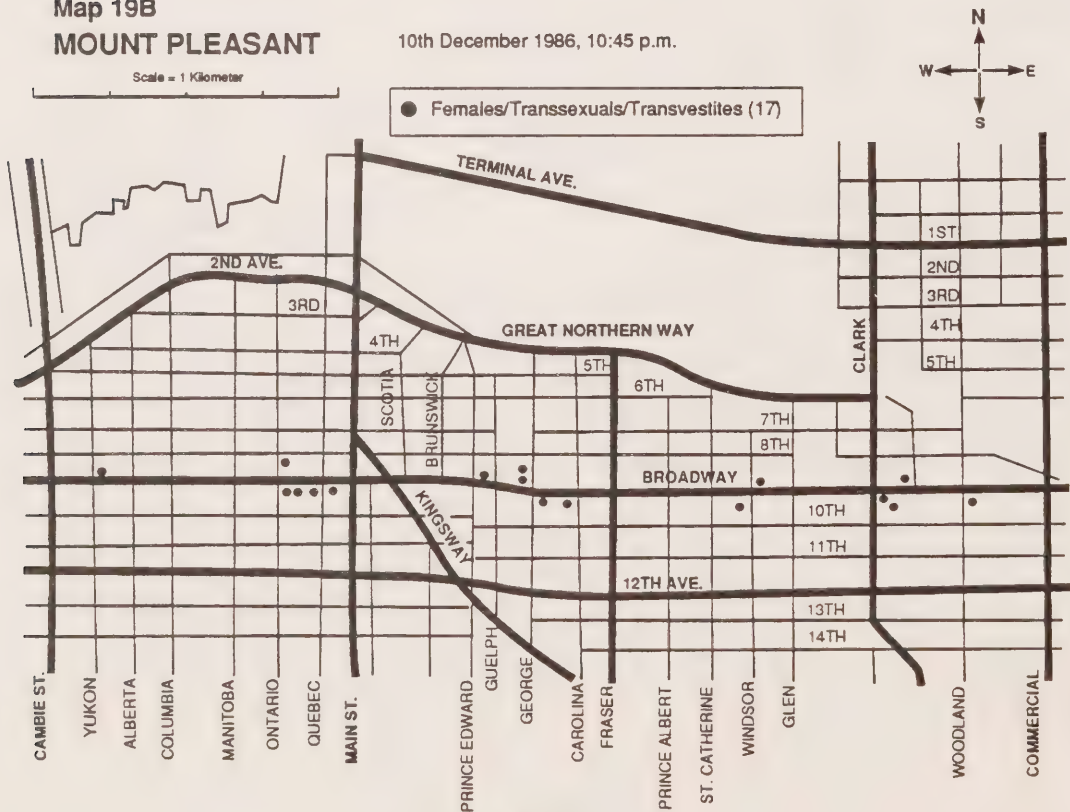 Map 19B
MOUNT PLEASANT
10th December 1986, 10:45 p.m.
Scale = 1 Kilometer
Females/Transsexuals/Transvestites (17)
N
W E
S
TERMINAL AVE.
1ST
2ND AVE.
2ND
3RD
3RD
GREAT NORTHERN WAY
4TH
4TH
CLARK
5TH
5TH
SCOTIA
BRUNSWICK
6TH
7TH
8TH
BROADWAY
KINGSWAY
10TH
11TH
12TH AVE.
13TH
14TH
CAMBIE ST.
YUKON
ALBERTA
COLUMBIA
MANITOBA
ONTARIO
QUEBEC
MAIN ST.
PRINCE EDWARD
GUELPH
GEORGE
CAROLINA
FRASER
PRINCE ALBERT
ST. CATHERINE
WINDSOR
GLEN
WOODLAND
COMMERCIAL